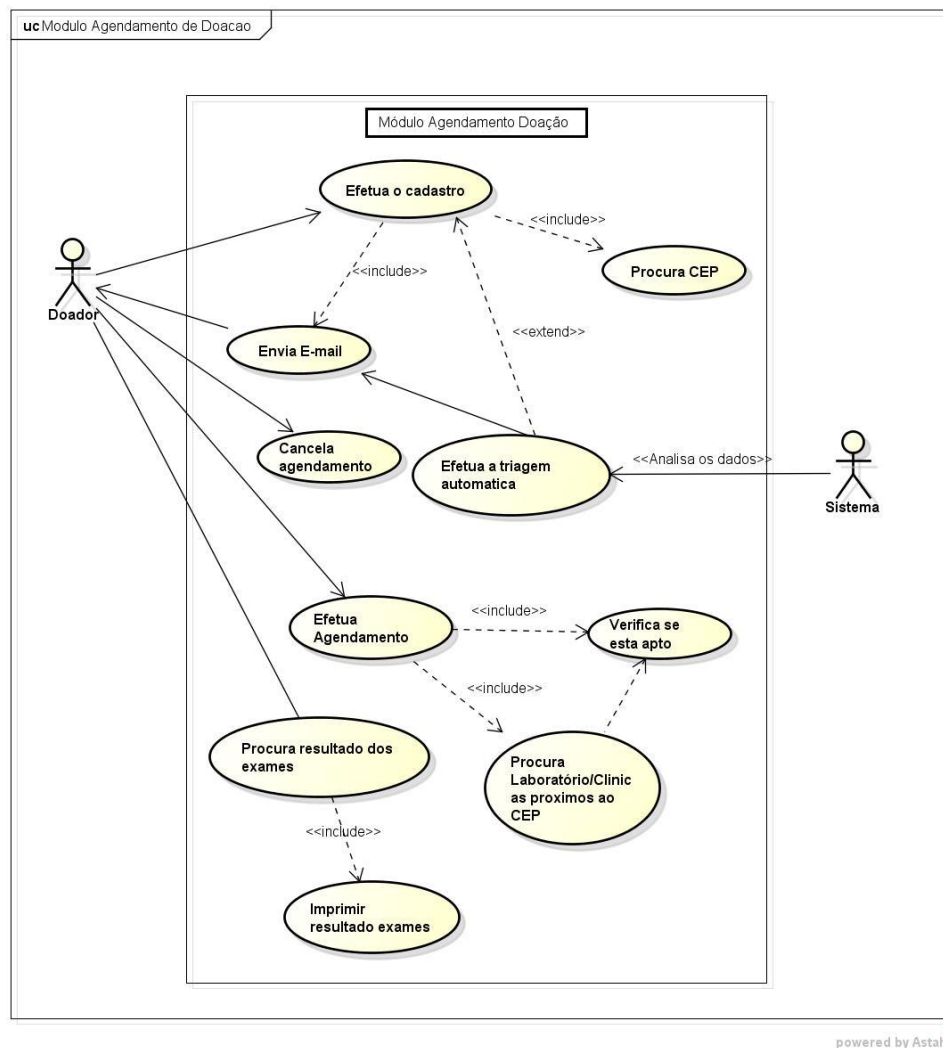 uc Modulo Agendamento de Doacao
Módulo Agendamento Doação
Efetua o cadastro
<<include>>
Procura CEP
<<include>>
Doador
<<extend>>
Envia E-mail
Cancela
agendamento
Efetua a triagem
automatica
<<Analisa os dados>>
Sistema
Efetua
Agendamento
<<include>>
Verifica se
esta apto
<<include>>
Procura resultado dos
exames
Procura
Laboratório/Clinic
as proximos ao
CEP
<<include>>
Imprimir
resultado exames
powered by Astah